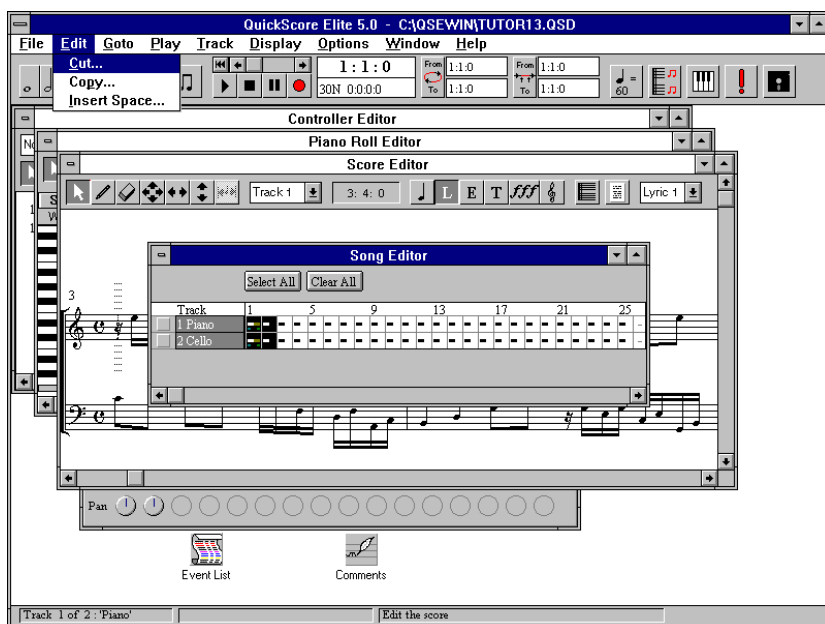 QuickScore Elite 5.0 - C:\QSEWIN\TUTOR13.QSD
File Edit Goto Play Track Display Options Window Help
Cut...
Copy...
Insert Space...
1:1:0
30N 0:0:0:0
From 1:1:0
To 1:1:0
From 1:1:0
To 1:1:0
60
Controller Editor
Piano Roll Editor
Score Editor
Track 1
3: 4: 0
L E T fff
Lyric 1
3
Song Editor
Select All Clear All
Track 1 5 9 13 17 21 25
1 Piano
2 Cello
Pan
Event List
Comments
Track 1 of 2 : 'Piano'
Edit the score